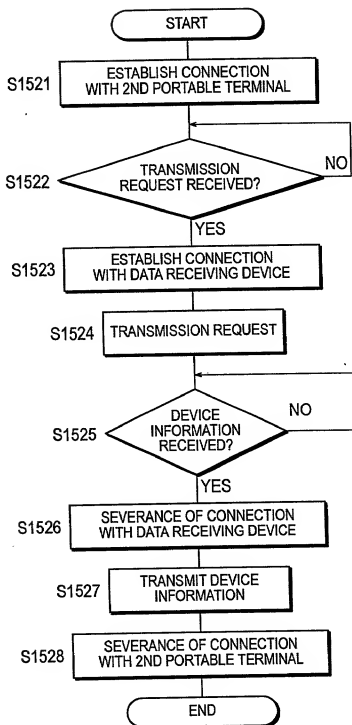 START
S1521
ESTABLISH CONNECTION
WITH 2ND PORTABLE TERMINAL
S1522
TRANSMISSION
REQUEST RECEIVED?
NO
YES
S1523
ESTABLISH CONNECTION
WITH DATA RECEIVING DEVICE
S1524
TRANSMISSION REQUEST
S1525
DEVICE
INFORMATION
RECEIVED?
NO
YES
S1526
SEVERANCE OF CONNECTION
WITH DATA RECEIVING DEVICE
S1527
TRANSMIT DEVICE
INFORMATION
S1528
SEVERANCE OF CONNECTION
WITH 2ND PORTABLE TERMINAL
END